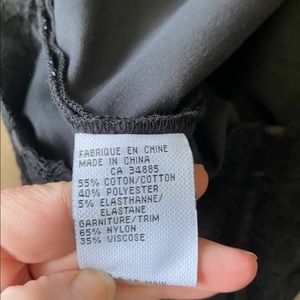 FABRIQUE EN CHINE
MADE IN CHINA
CA 34885
55% COTON/COTTON
40% POLYESTER
5% ELASTHANNE/
ELASTANE
GARNITURE/TRIM
65% NYLON
35% VISCOSE